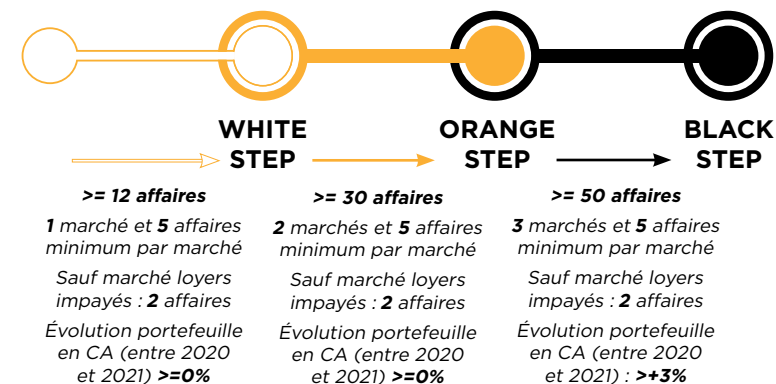 WHITE
STEP
ORANGE
STEP
BLACK
STEP
>= 12 affaires
1 marché et 5 affaires
minimum par marché
Sauf marché loyers
impayés : 2 affaires
Évolution portefeuille
en CA (entre 2020
et 2021) >=0%
>= 30 affaires
2 marchés et 5 affaires
minimum par marché
Sauf marché loyers
impayés : 2 affaires
Évolution portefeuille
en CA (entre 2020
et 2021) >=0%
>= 50 affaires
3 marchés et 5 affaires
minimum par marché
Sauf marché loyers
impayés : 2 affaires
Évolution portefeuille
en CA (entre 2020
et 2021) : >+3%